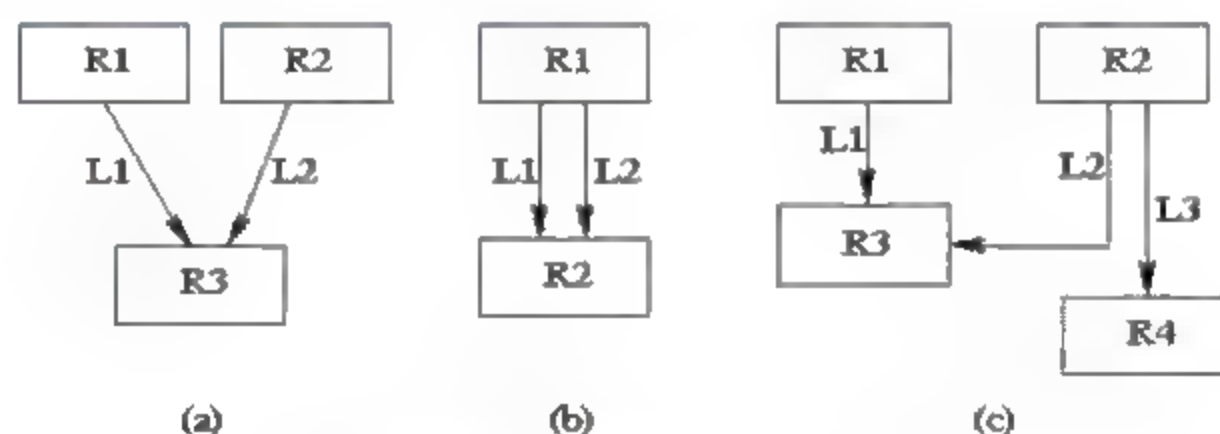 R1 R2 R1 R1 R2
L1 L2 L1 L2 L1 L2
L3
R3 R2 R3
R4
(a) (b) (c)